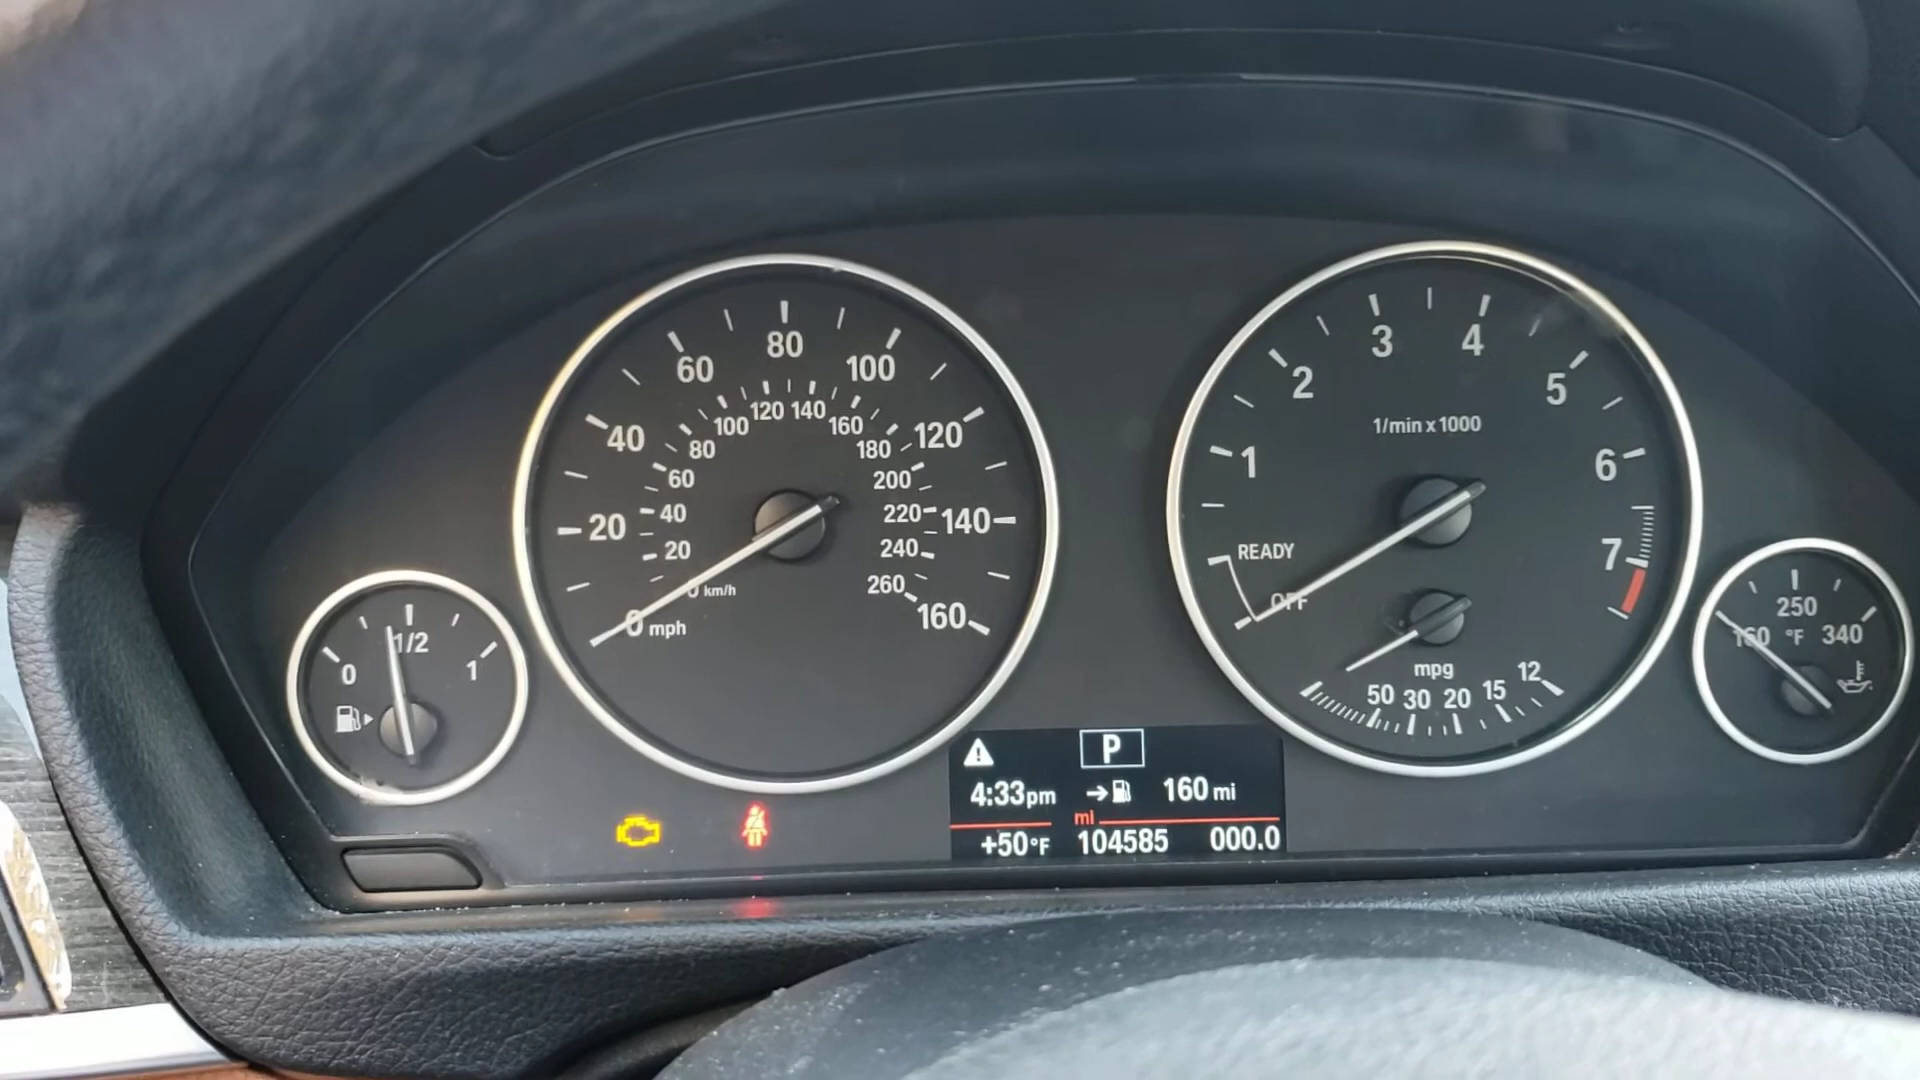 20
40
60
80
100
120
140
160
0 mph
20
40
60
80
100
120
140
160
180
200
220
240
260
0 km/h
1
2
3
4
5
6
7
1/min x 1000
READY
OFF
mpg
50 30 20 15 12
0 1/2 1
160 250 340
°F
P
4:33pm 160 mi
mi
+50°F 104585 000.0